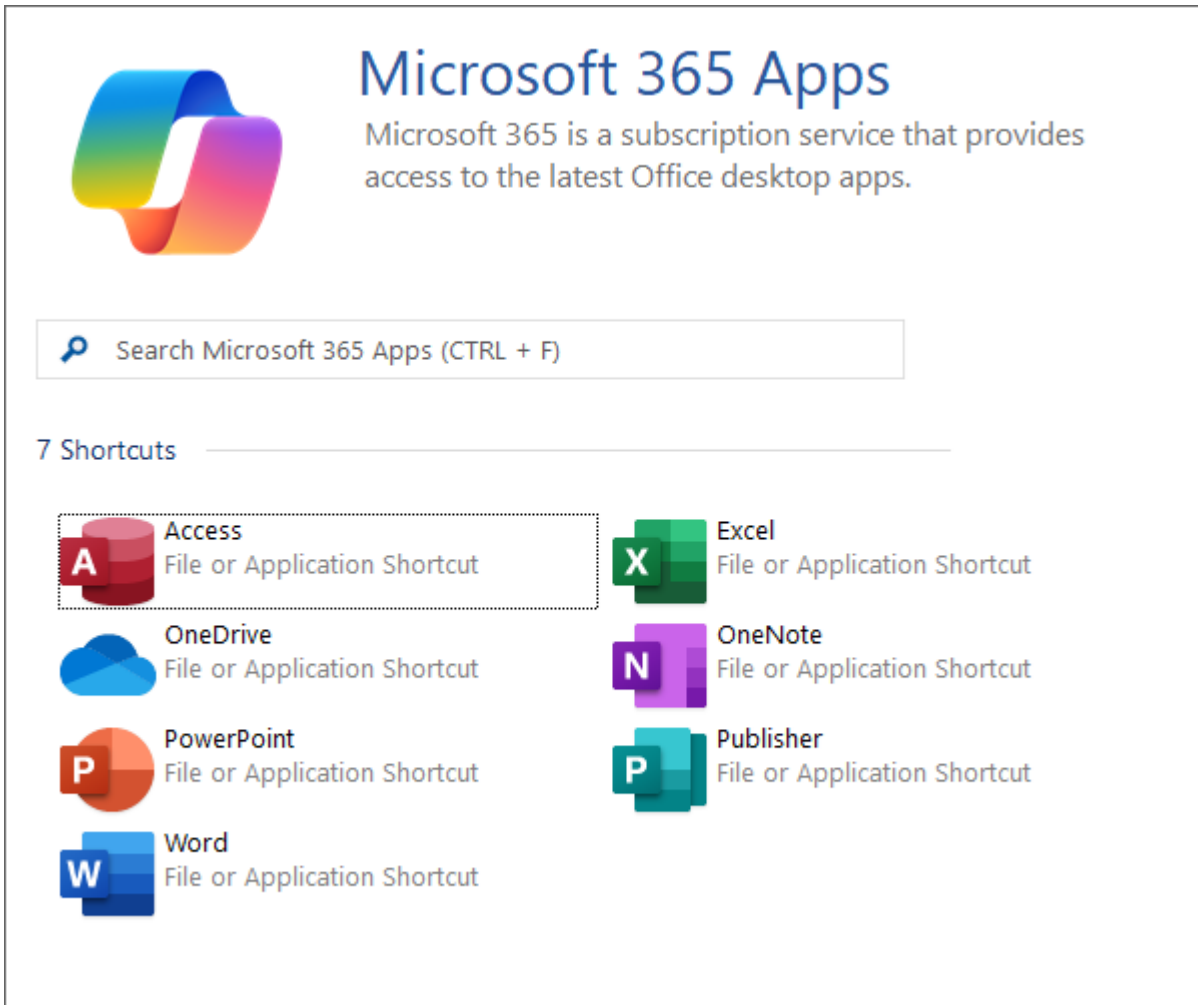 Microsoft 365 Apps
Microsoft 365 is a subscription service that provides
access to the latest Office desktop apps.
Search Microsoft 365 Apps (CTRL + F)
7 Shortcuts
A
Access
File or Application Shortcut
X
Excel
File or Application Shortcut
OneDrive
File or Application Shortcut
N
OneNote
File or Application Shortcut
P
PowerPoint
File or Application Shortcut
P
Publisher
File or Application Shortcut
W
Word
File or Application Shortcut